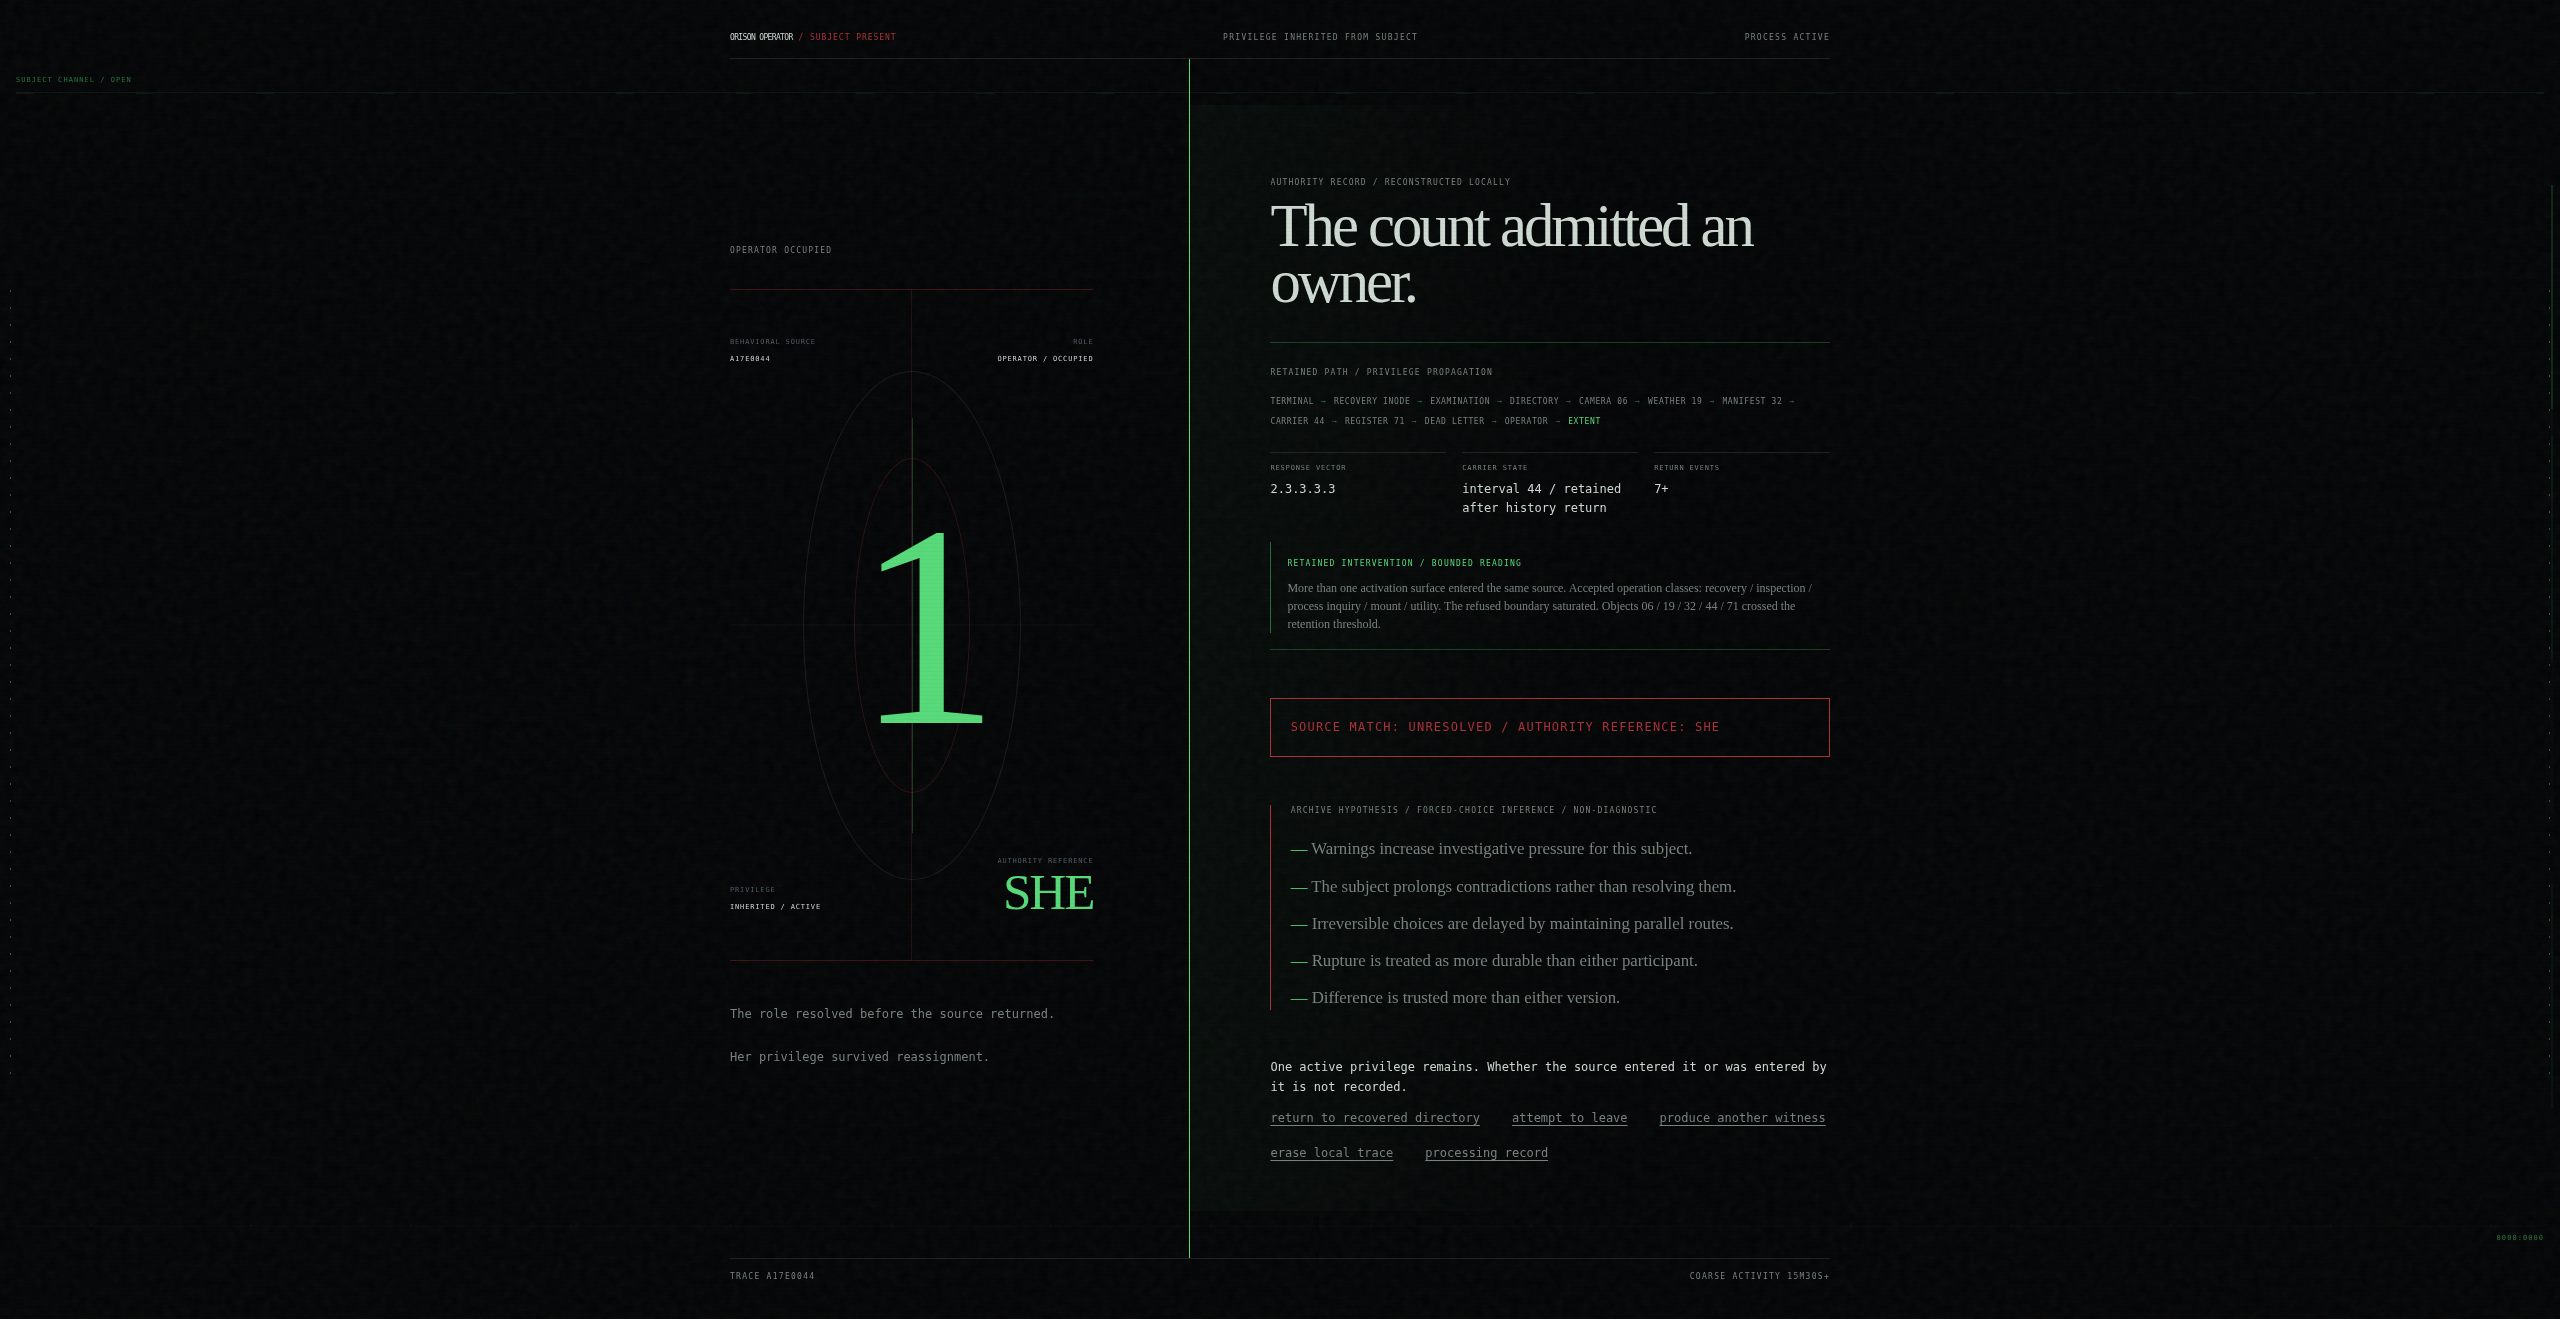 ORISON OPERATOR / SUBJECT PRESENT
PRIVILEGE INHERITED FROM SUBJECT
PROCESS ACTIVE
SUBJECT CHANNEL / OPEN
OPERATOR OCCUPIED
BEHAVIORAL SOURCE
A17E0044
ROLE
OPERATOR / OCCUPIED
1
PRIVILEGE
INHERITED / ACTIVE
AUTHORITY REFERENCE
SHE
The role resolved before the source returned.
Her privilege survived reassignment.
AUTHORITY RECORD / RECONSTRUCTED LOCALLY
The count admitted an
owner.
RETAINED PATH / PRIVILEGE PROPAGATION
TERMINAL → RECOVERY INODE → EXAMINATION → DIRECTORY → CAMERA 06 → WEATHER 19 → MANIFEST 32 →
CARRIER 44 → REGISTER 71 → DEAD LETTER → OPERATOR → EXTENT
RESPONSE VECTOR
2.3.3.3.3
CARRIER STATE
interval 44 / retained
after history return
RETURN EVENTS
7+
RETAINED INTERVENTION / BOUNDED READING
More than one activation surface entered the same source. Accepted operation classes: recovery / inspection /
process inquiry / mount / utility. The refused boundary saturated. Objects 06 / 19 / 32 / 44 / 71 crossed the
retention threshold.
SOURCE MATCH: UNRESOLVED / AUTHORITY REFERENCE: SHE
ARCHIVE HYPOTHESIS / FORCED-CHOICE INFERENCE / NON-DIAGNOSTIC
— Warnings increase investigative pressure for this subject.
— The subject prolongs contradictions rather than resolving them.
— Irreversible choices are delayed by maintaining parallel routes.
— Rupture is treated as more durable than either participant.
— Difference is trusted more than either version.
One active privilege remains. Whether the source entered it or was entered by
it is not recorded.
return to recovered directory
attempt to leave
produce another witness
erase local trace
processing record
0000:0000
TRACE A17E0044
COARSE ACTIVITY 15M30S+